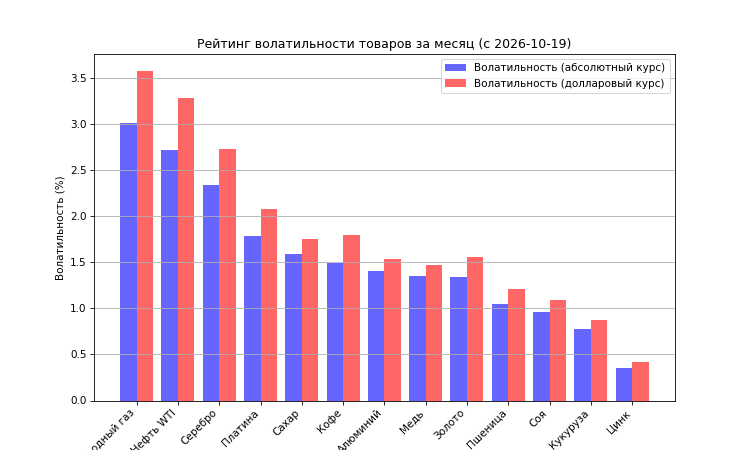 Рейтинг волатильности товаров за месяц (с 2026-10-19)
Волатильность (абсолютный курс)
Волатильность (долларовый курс)
Волатильность (%)
3.5
3.0
2.5
2.0
1.5
1.0
0.5
0.0
одный газ
Нефть WTI
Серебро
Платина
Сахар
Кофе
Алюминий
Медь
Золото
Пшеница
Соя
Кукуруза
Цинк